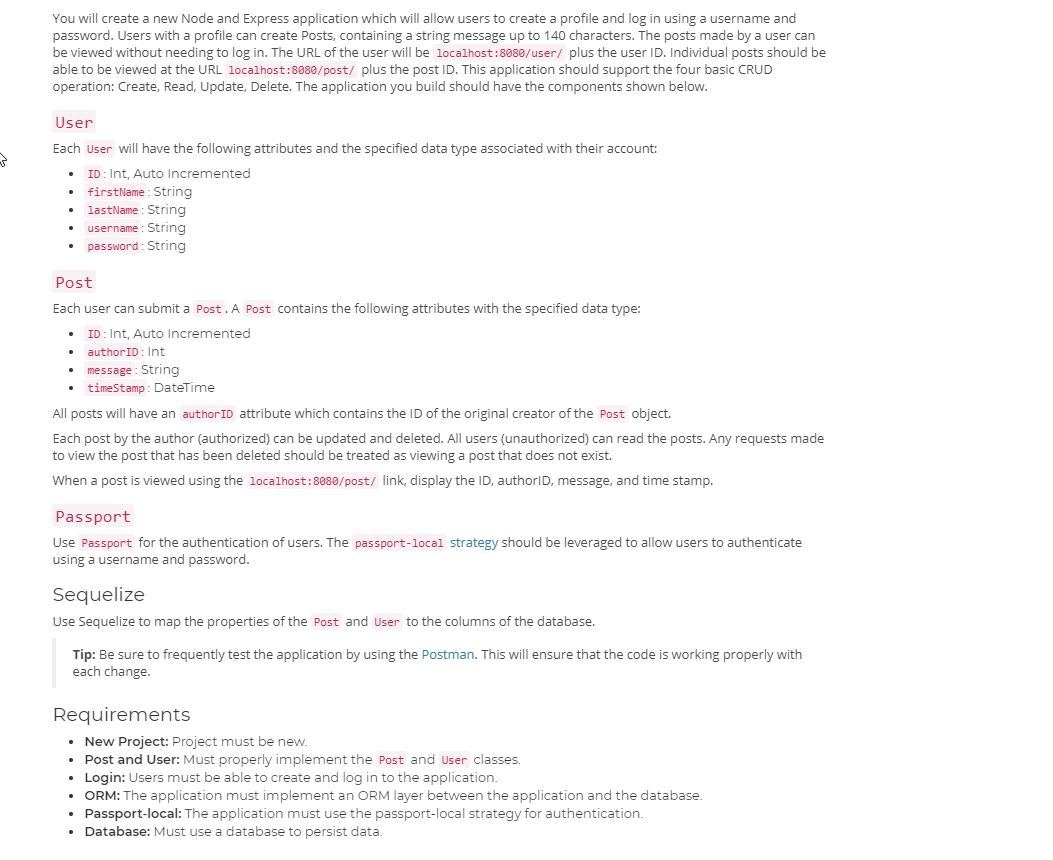 You will create a new Node and Express application which will allow users to create a profile and log in using a username and
password. Users with a profile can create Posts, containing a string message up to 140 characters. The posts made by a user can
be viewed without needing to log in. The URL of the user will be localhost:8080/user/ plus the user ID. Individual posts should be
able to be viewed at the URL localhost:8080/post/ plus the post ID. This application should support the four basic CRUD
operation: Create, Read, Update, Delete. The application you build should have the components shown below.
User
Each User will have the following attributes and the specified data type associated with their account:
• ID: Int, Auto Incremented
• firstName: String
• lastName: String
• username: String
• password: String
Post
Each user can submit a Post. A Post contains the following attributes with the specified data type:
• ID: Int, Auto Incremented
• authorID: Int
• message: String
• timeStamp: DateTime
All posts will have an authorID attribute which contains the ID of the original creator of the Post object.
Each post by the author (authorized) can be updated and deleted. All users (unauthorized) can read the posts. Any requests made
to view the post that has been deleted should be treated as viewing a post that does not exist.
When a post is viewed using the localhost:8080/post/ link, display the ID, authorID, message, and time stamp.
Passport
Use Passport for the authentication of users. The passport-local strategy should be leveraged to allow users to authenticate
using a username and password.
Sequelize
Use Sequelize to map the properties of the Post and User to the columns of the database.
Tip: Be sure to frequently test the application by using the Postman. This will ensure that the code is working properly with
each change.
Requirements
• New Project: Project must be new.
• Post and User: Must properly implement the Post and User classes.
• Login: Users must be able to create and log in to the application.
• ORM: The application must implement an ORM layer between the application and the database.
• Passport-local: The application must use the passport-local strategy for authentication.
• Database: Must use a database to persist data.